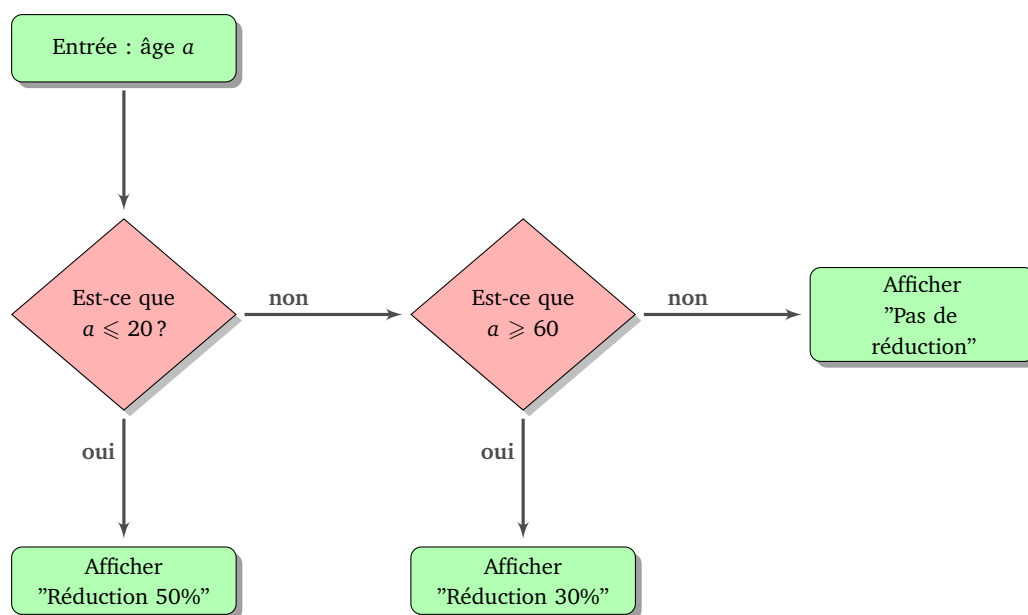 Entrée : âge a
Est-ce que
a ⩽ 20 ?
non
Est-ce que
a ⩾ 60
non
Afficher
”Pas de
réduction”
oui
oui
Afficher
”Réduction 50%”
Afficher
”Réduction 30%”